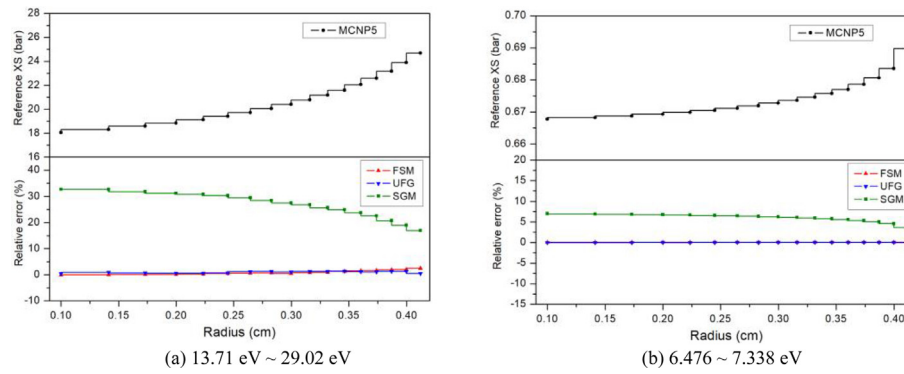 MCNP5
Reference XS (bar)
28
26
24
22
20
18
16
FSM
UFG
SGM
Relative error (%)
40
30
20
10
0
-10
0.10 0.15 0.20 0.25 0.30 0.35 0.40
Radius (cm)
(a) 13.71 eV ~ 29.02 eV
MCNP5
Reference XS (bar)
0.70
0.69
0.68
0.67
0.66
FSM
UFG
SGM
Relative error (%)
20
15
10
5
0
-5
-10
-15
0.10 0.15 0.20 0.25 0.30 0.35 0.40
Radius (cm)
(b) 6.476 ~ 7.338 eV